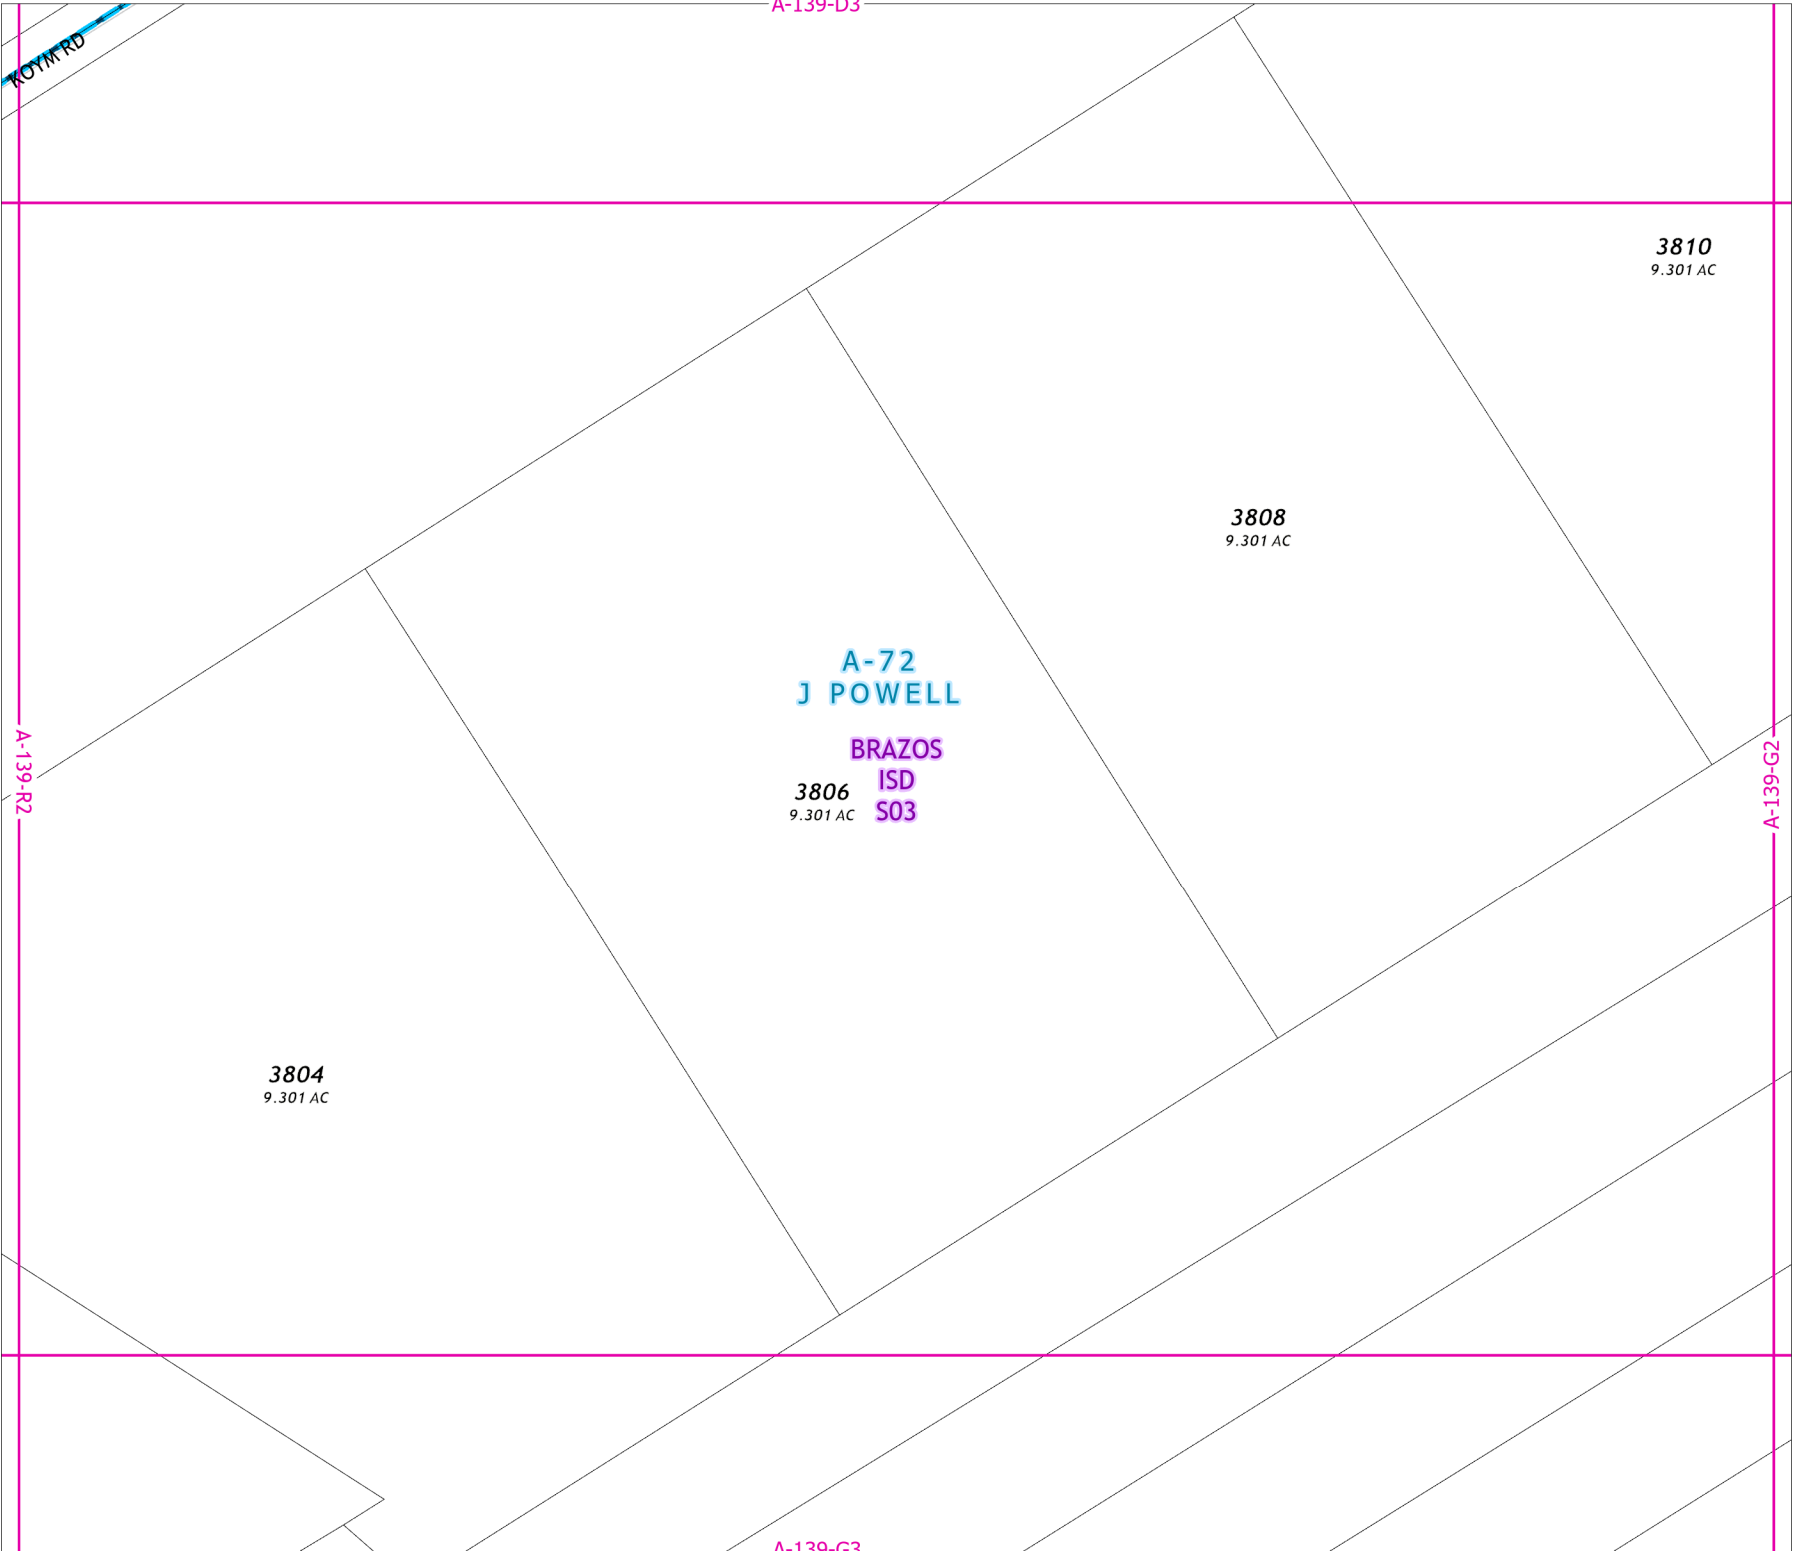 A-139-D3
KOYM RD
3810
9.301 AC
3808
9.301 AC
A-72
J POWELL
BRAZOS
ISD
S03
3806
9.301 AC
A-139-R2
A-139-G2
3804
9.301 AC
A-139-G3